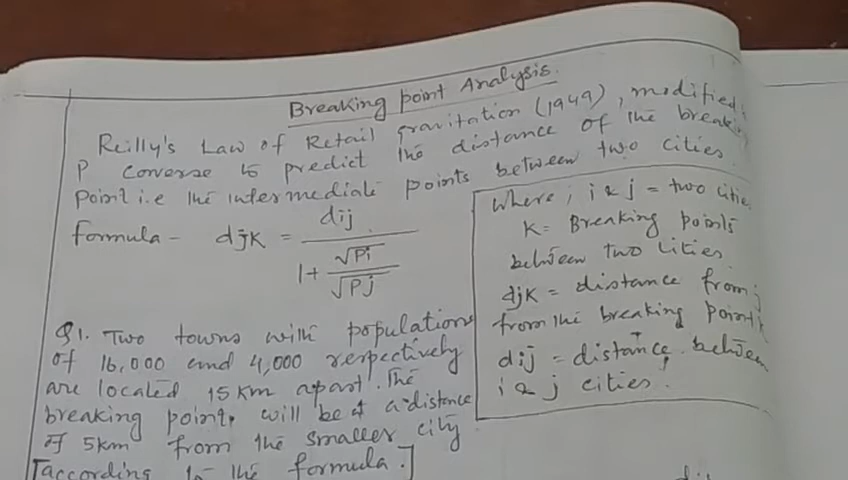 Breaking point Analysis.
Reilly's Law of Retail gravitation (1949), modified
P Converse to predict the distance of the break
Point i.e the intermediate points between two cities.
formula - djK = dij / 1 + √Pi / √Pj
Where, i & j = two citie
K = Breaking points
between two cities.
djK = distance from j
from the breaking point
dij = distance between
i & j cities.
Q1. Two towns with populations
of 16,000 and 4,000 respectively
are located 15 km apart. The
breaking point will be at a distance
of 5km from the smaller city
[according to the formula.]
dij